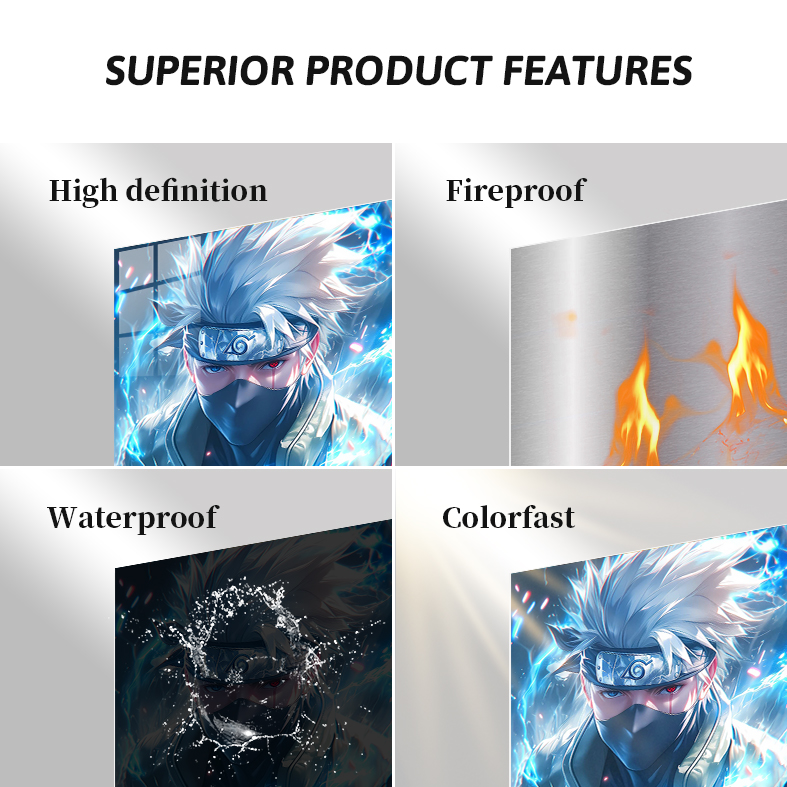 SUPERIOR PRODUCT FEATURES
High definition
Fireproof
Waterproof
Colorfast